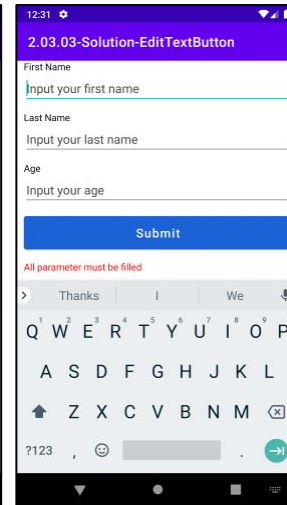 12:31
2.03.03-Solution-EditTextButton
First Name
Input your first name
Last Name
Input your last name
Age
Input your age
Submit
All parameter must be filled
> Thanks I We
1 2 3 4 5 6 7 8 9
Q W E R T Y U I O P
A S D F G H J K L
Z X C V B N M
?123 , .